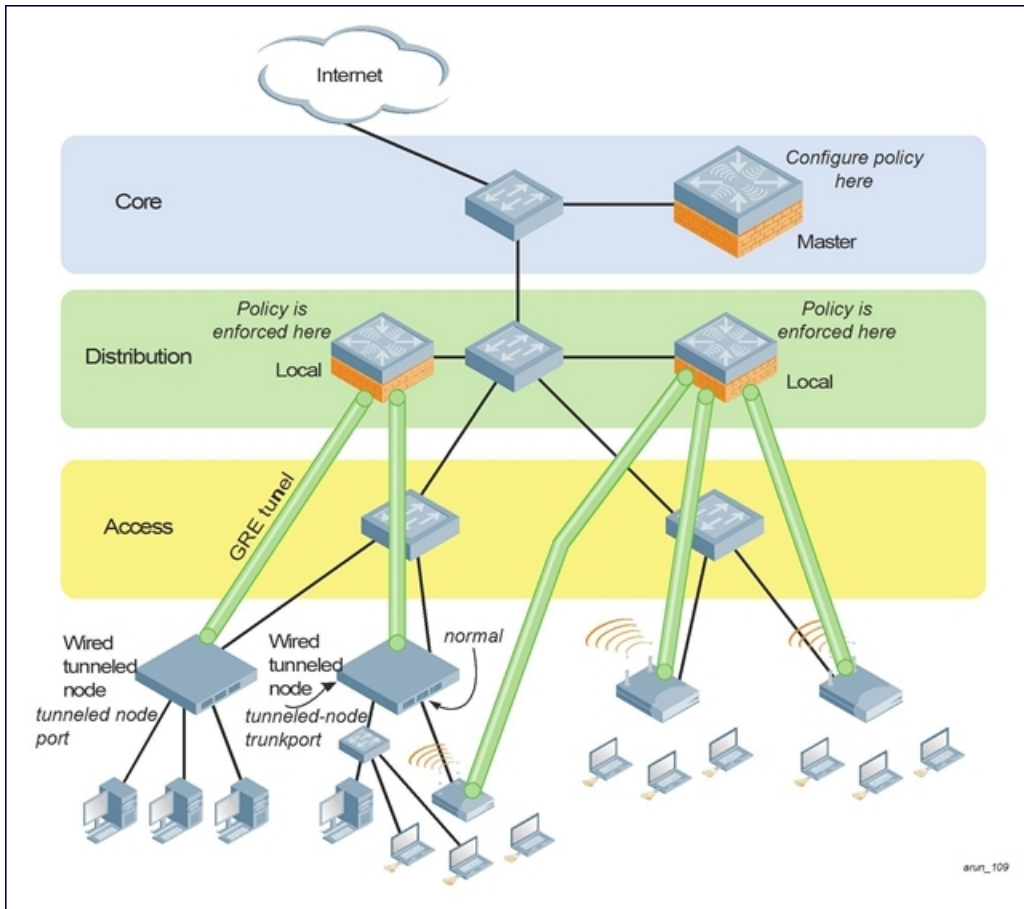 Internet
Configure policy
here
Core
Master
Policy is
enforced here
Policy is
enforced here
Distribution
Local
Local
GRE tunnel
Access
Wired
tunneled
node
tunneled node
port
Wired
tunneled
node
tunneled-node
trunkport
normal
arun_109